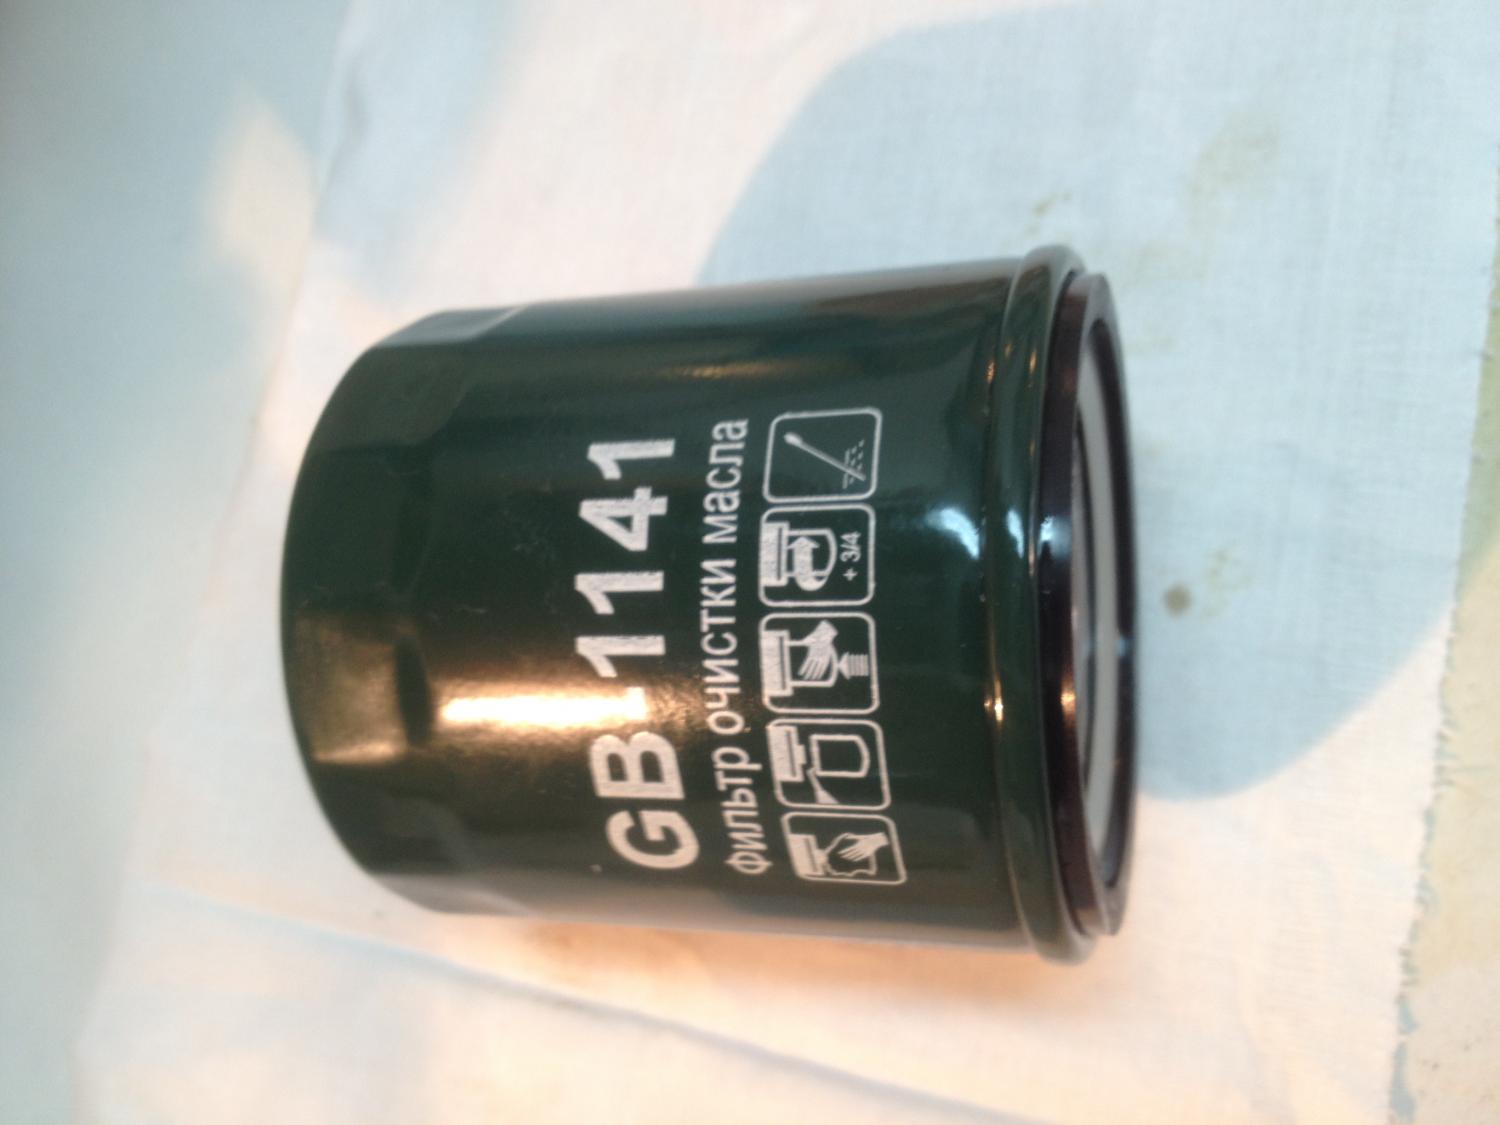 GB-1141
фильтр очистки масла
+ 3/4